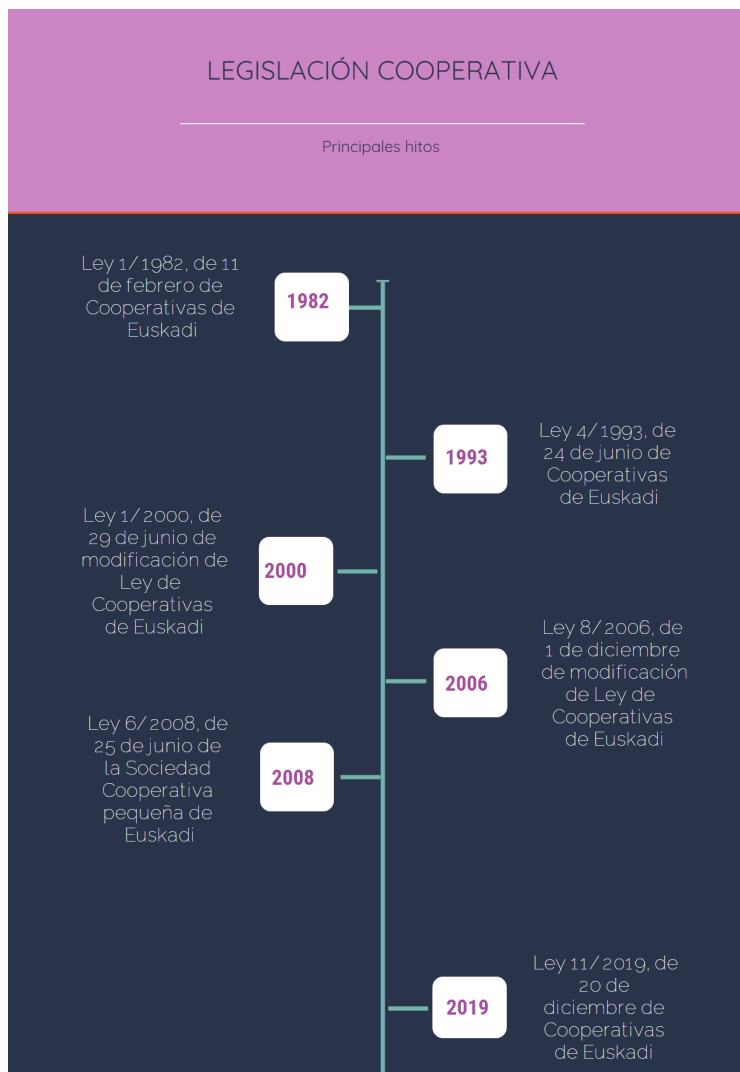 LEGISLACIÓN COOPERATIVA
Principales hitos
Ley 1/1982, de 11
de febrero de
Cooperativas de
Euskadi
1982
1993
Ley 4/1993, de
24 de junio de
Cooperativas
de Euskadi
Ley 1/2000, de
29 de junio de
modificación de
Ley de
Cooperativas
de Euskadi
2000
2006
Ley 8/2006, de
1 de diciembre
de modificación
de Ley de
Cooperativas
de Euskadi
Ley 6/2008, de
25 de junio de
la Sociedad
Cooperativa
pequeña de
Euskadi
2008
2019
Ley 11/2019, de
20 de
diciembre de
Cooperativas
de Euskadi